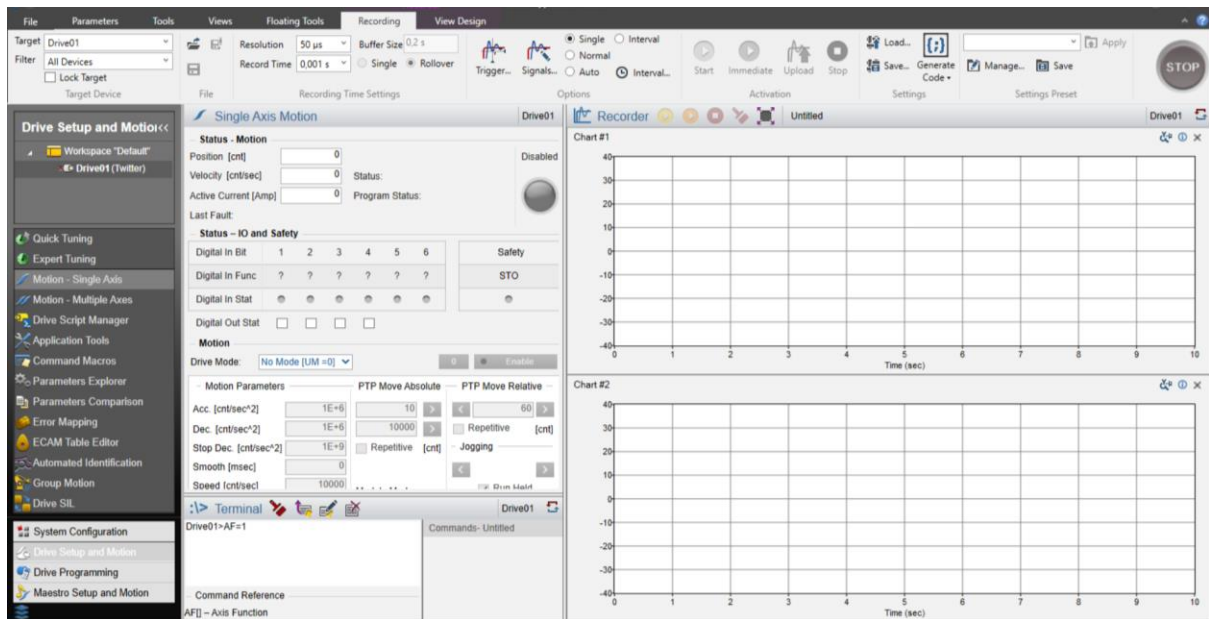 File Parameters Tools Views Floating Tools Recording View Design
Target Drive01
Filter All Devices
Lock Target
Target Device
File
Resolution 50 µs Buffer Size 0,2 s
Record Time 0,001 s Single Rollover
Recording Time Settings
Trigger... Signals...
Single Interval
Normal
Auto Interval...
Options
Start Immediate Upload Stop
Activation
Load... Save...
{;}
Generate Code
Settings
Apply
Manage... Save
Settings Preset
STOP
Drive Setup and Motio‹‹
Workspace "Default"
Drive01 (Twitter)
Quick Tuning
Expert Tuning
Motion - Single Axis
Motion - Multiple Axes
Drive Script Manager
Application Tools
Command Macros
Parameters Explorer
Parameters Comparison
Error Mapping
ECAM Table Editor
Automated Identification
Group Motion
Drive SIL
System Configuration
Drive Setup and Motion
Drive Programming
Maestro Setup and Motion
Single Axis Motion Drive01
Status - Motion
Position [cnt] 0 Disabled
Velocity [cnt/sec] 0 Status:
Active Current [Amp] 0 Program Status:
Last Fault:
Status – IO and Safety
Digital In Bit 1 2 3 4 5 6 Safety
Digital In Func ? ? ? ? ? ? STO
Digital In Stat
Digital Out Stat
Motion
Drive Mode: No Mode [UM =0] 0 Enable
Motion Parameters PTP Move Absolute PTP Move Relative
Acc. [cnt/sec^2] 1E+6 10 > < 60 >
Dec. [cnt/sec^2] 1E+6 10000 > Repetitive [cnt]
Stop Dec. [cnt/sec^2] 1E+9 Repetitive [cnt] Jogging
Smooth [msec] 0 < >
Speed [cnt/sec] 10000 Run Held
:\> Terminal Drive01
Drive01>AF=1
Commands- Untitled
Command Reference
AF[] – Axis Function
Recorder Untitled Drive01
Chart #1
40
30
20
10
0
-10
-20
-30
-40
0 1 2 3 4 5 6 7 8 9 10
Time (sec)
Chart #2
40
30
20
10
0
-10
-20
-30
-40
0 1 2 3 4 5 6 7 8 9 10
Time (sec)